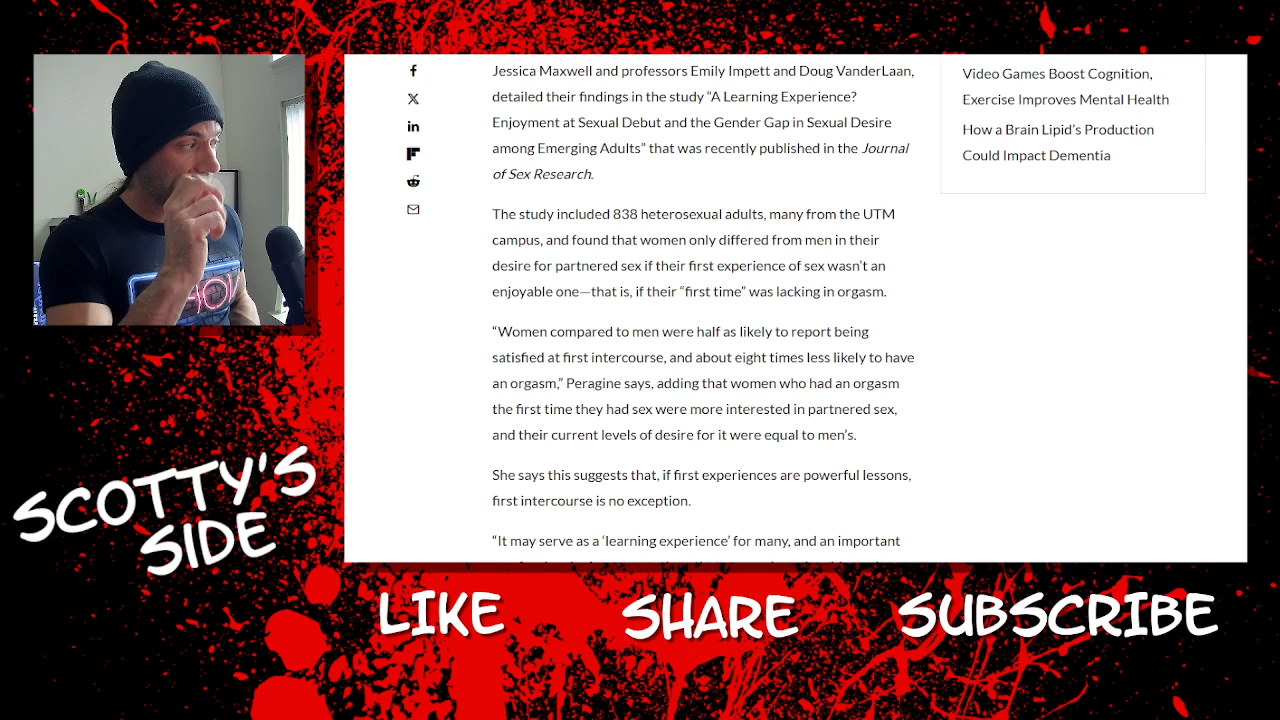 Jessica Maxwell and professors Emily Impett and Doug VanderLaan,
detailed their findings in the study “A Learning Experience?
Enjoyment at Sexual Debut and the Gender Gap in Sexual Desire
among Emerging Adults” that was recently published in the Journal
of Sex Research.
The study included 838 heterosexual adults, many from the UTM
campus, and found that women only differed from men in their
desire for partnered sex if their first experience of sex wasn’t an
enjoyable one—that is, if their “first time” was lacking in orgasm.
“Women compared to men were half as likely to report being
satisfied at first intercourse, and about eight times less likely to have
an orgasm,” Peragine says, adding that women who had an orgasm
the first time they had sex were more interested in partnered sex,
and their current levels of desire for it were equal to men’s.
She says this suggests that, if first experiences are powerful lessons,
first intercourse is no exception.
“It may serve as a ‘learning experience’ for many, and an important
Video Games Boost Cognition,
Exercise Improves Mental Health
How a Brain Lipid’s Production
Could Impact Dementia
SCOTTY'S
SIDE
LIKE
SHARE
SUBSCRIBE